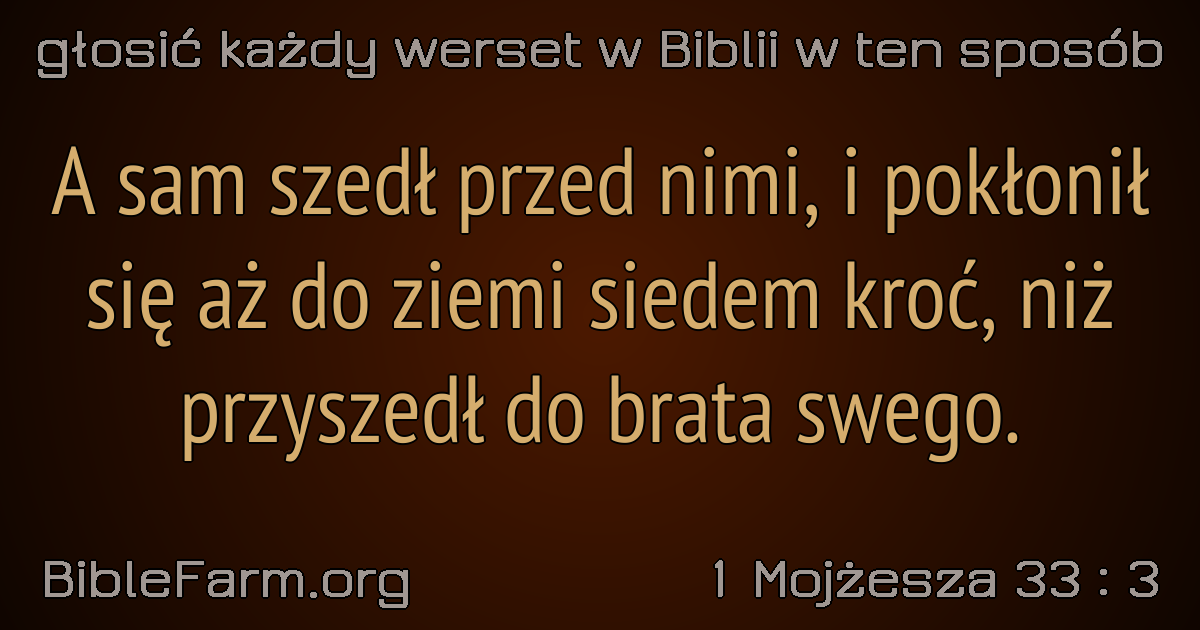 głosić każdy werset w Biblii w ten sposób
A sam szedł przed nimi, i pokłonił
się aż do ziemi siedem kroć, niż
przyszedł do brata swego.
BibleFarm.org
1 Mojżesza 33 : 3